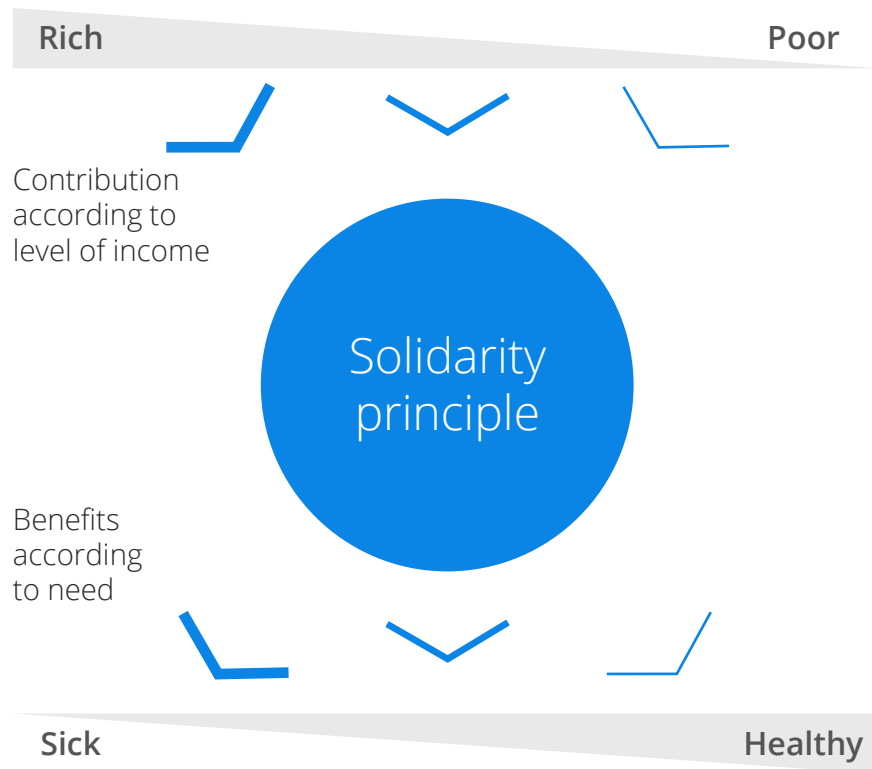 Rich
Poor
Contribution
according to
level of income
Solidarity
principle
Benefits
according
to need
Sick
Healthy